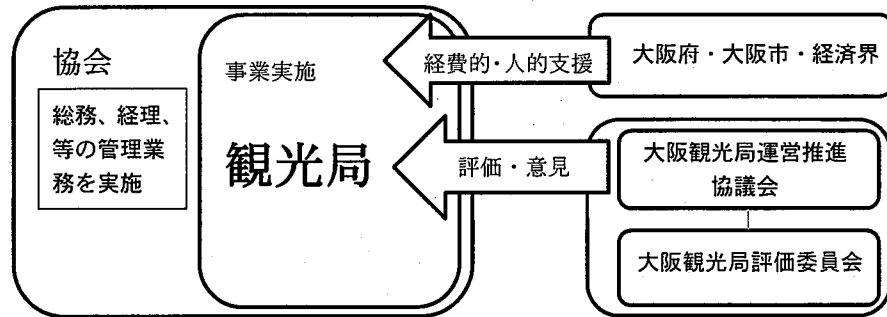 協会
総務、経理、
等の管理業
務を実施
事業実施
観光局
経費的・人的支援
評価・意見
大阪府・大阪市・経済界
大阪観光局運営推進
協議会
大阪観光局評価委員会